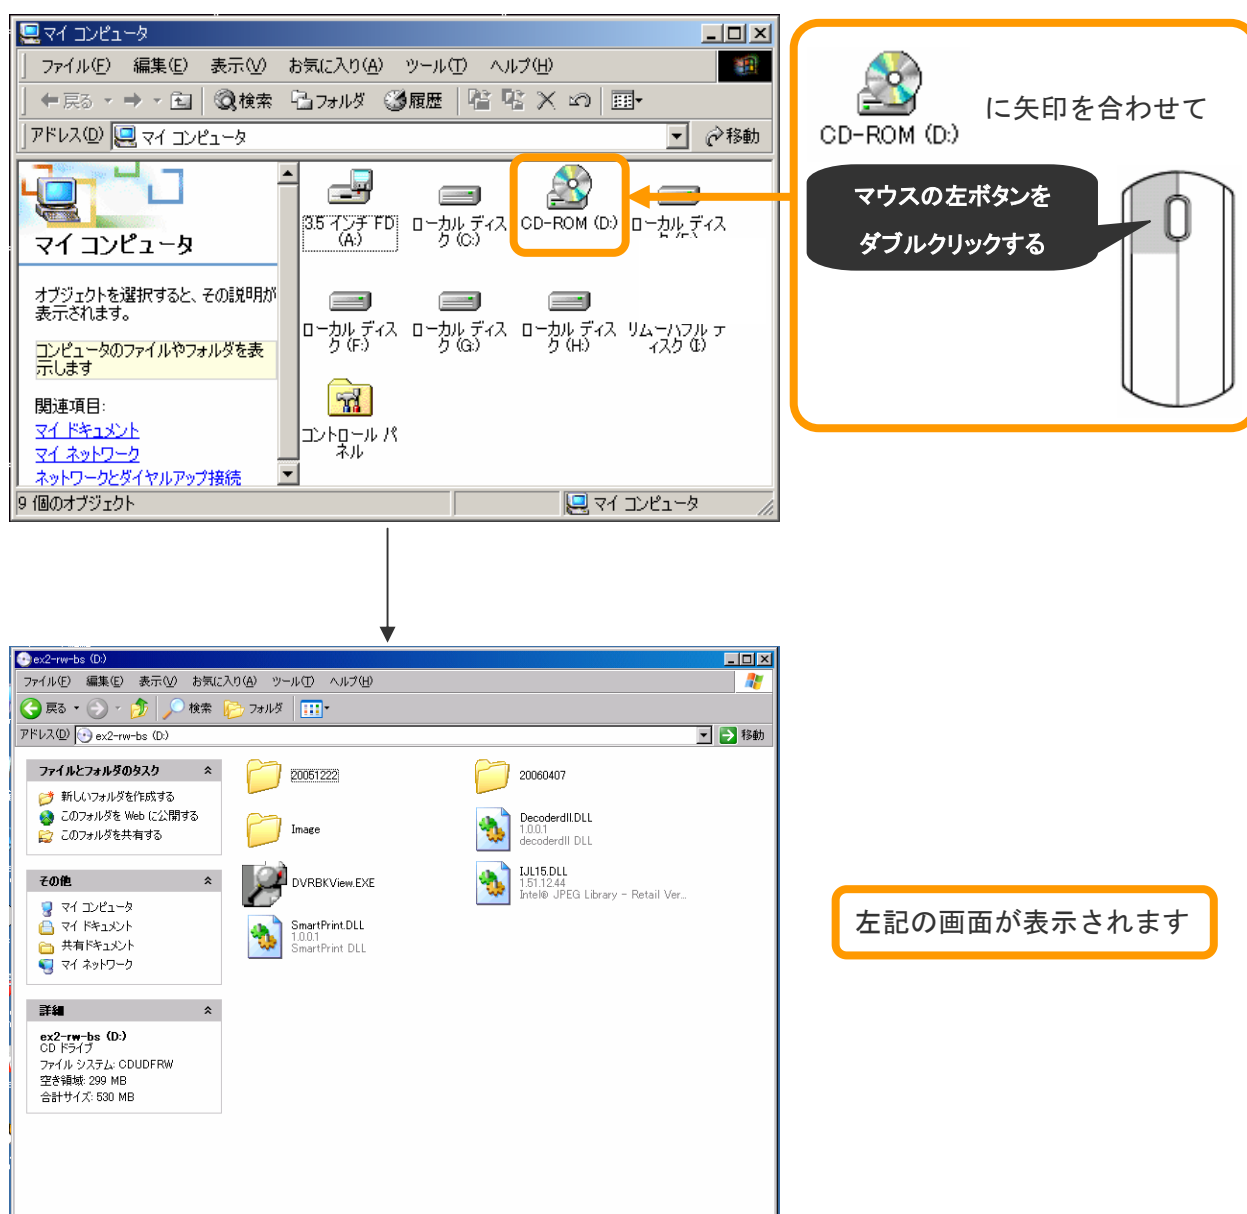 マイ コンピュータ
ファイル(F) 編集(E) 表示(V) お気に入り(A) ツール(T) ヘルプ(H)
戻る 検索 フォルダ 履歴
アドレス(D) マイ コンピュータ 移動
マイ コンピュータ
オブジェクトを選択すると、その説明が
表示されます。
コンピュータのファイルやフォルダを表
示します
関連項目:
マイ ドキュメント
マイ ネットワーク
ネットワークとダイヤルアップ接続
3.5 インチ FD
(A:)
ローカル ディス
ク (C:)
CD-ROM (D:)
ローカル ディス
ローカル ディス
ク (F:)
ローカル ディス
ク (G:)
ローカル ディス
ク (H:)
リムーバブル デ
ィスク (I:)
コントロール パ
ネル
9 個のオブジェクト
マイ コンピュータ
CD-ROM (D:)
に矢印を合わせて
マウスの左ボタンを
ダブルクリックする
ex2-rw-bs (D:)
ファイル(F) 編集(E) 表示(V) お気に入り(A) ツール(T) ヘルプ(H)
戻る 検索 フォルダ
アドレス(D) ex2-rw-bs (D:) 移動
ファイルとフォルダのタスク
新しいフォルダを作成する
このフォルダを Web に公開する
このフォルダを共有する
その他
マイ コンピュータ
マイ ドキュメント
共有ドキュメント
マイ ネットワーク
詳細
ex2-rw-bs (D:)
CD ドライブ
ファイル システム: CDUDFRW
空き領域: 299 MB
合計サイズ: 530 MB
20051222
20060407
Image
Decoderdll.DLL
1.0.0.1
decoderdll DLL
DVRBKView.EXE
IJL15.DLL
1.51.12.44
Intel® JPEG Library - Retail Ver...
SmartPrint.DLL
1.0.0.1
SmartPrint DLL
左記の画面が表示されます